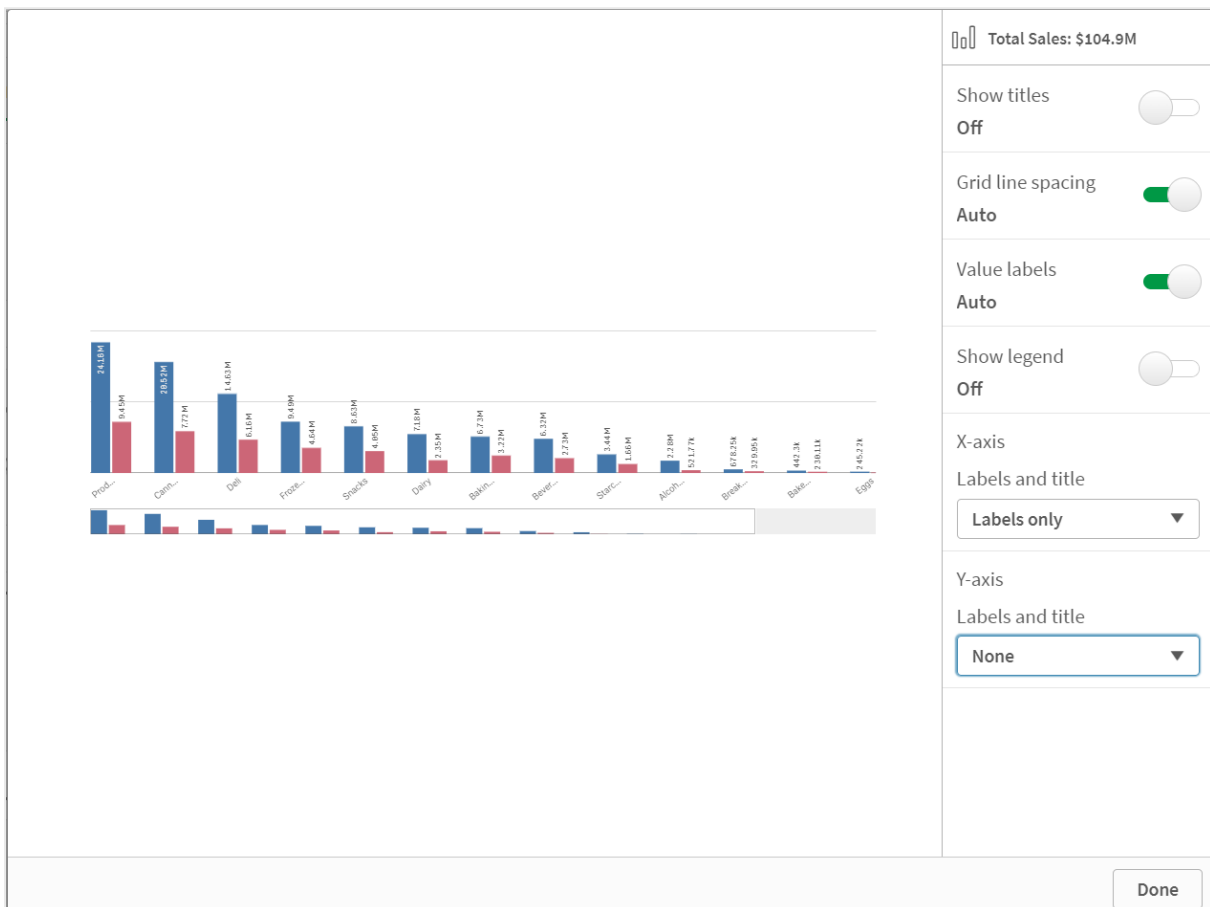 Total Sales: $104.9M
Show titles
Off
Grid line spacing
Auto
Value labels
Auto
Show legend
Off
X-axis
Labels and title
Labels only
Y-axis
Labels and title
None
24.16M
9.45M
20.52M
7.72M
14.63M
6.16M
9.49M
4.64M
8.63M
4.05M
7.18M
2.35M
6.73M
3.22M
6.32M
2.73M
3.44M
1.66M
2.28M
521.77k
678.25k
329.95k
442.3k
230.11k
245.22k
Prod...
Cann...
Deli
Froze...
Snacks
Dairy
Bakin...
Bever...
Starc...
Alcoh...
Break...
Bake...
Eggs
Done